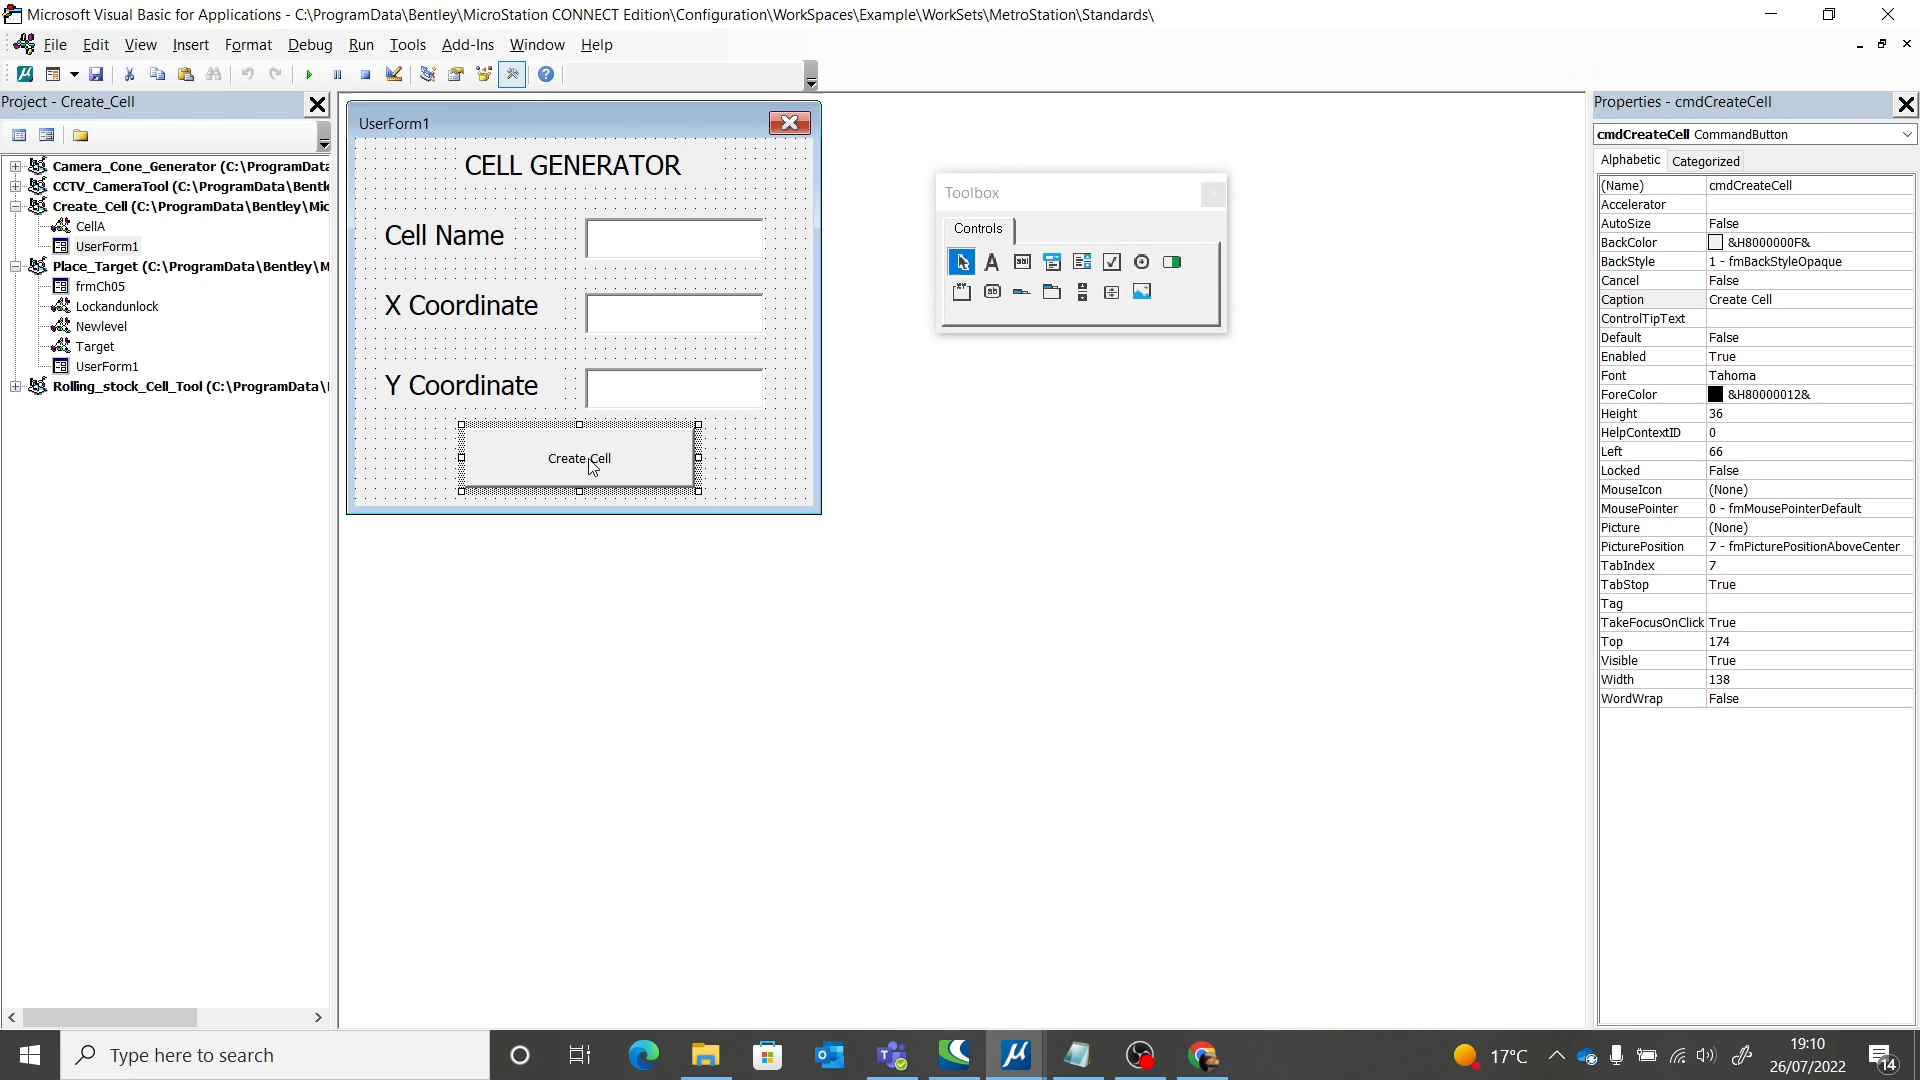 Microsoft Visual Basic for Applications - C:\ProgramData\Bentley\MicroStation CONNECT Edition\Configuration\WorkSpaces\Example\WorkSets\MetroStation\Standards\
File Edit View Insert Format Debug Run Tools Add-Ins Window Help
Project - Create_Cell
Camera_Cone_Generator (C:\ProgramData
CCTV_CameraTool (C:\ProgramData\Bentle
Create_Cell (C:\ProgramData\Bentley\Mic
CellA
UserForm1
Place_Target (C:\ProgramData\Bentley\M
frmCh05
Lockandunlock
Newlevel
Target
UserForm1
Rolling_stock_Cell_Tool (C:\ProgramData\
UserForm1
CELL GENERATOR
Cell Name
X Coordinate
Y Coordinate
Create Cell
Toolbox
Controls
Properties - cmdCreateCell
cmdCreateCell CommandButton
Alphabetic Categorized
(Name) cmdCreateCell
Accelerator
AutoSize False
BackColor &H8000000F&
BackStyle 1 - fmBackStyleOpaque
Cancel False
Caption Create Cell
ControlTipText
Default False
Enabled True
Font Tahoma
ForeColor &H80000012&
Height 36
HelpContextID 0
Left 66
Locked False
MouseIcon (None)
MousePointer 0 - fmMousePointerDefault
Picture (None)
PicturePosition 7 - fmPicturePositionAboveCenter
TabIndex 7
TabStop True
Tag
TakeFocusOnClick True
Top 174
Visible True
Width 138
WordWrap False
Type here to search
17°C
19:10
26/07/2022
14